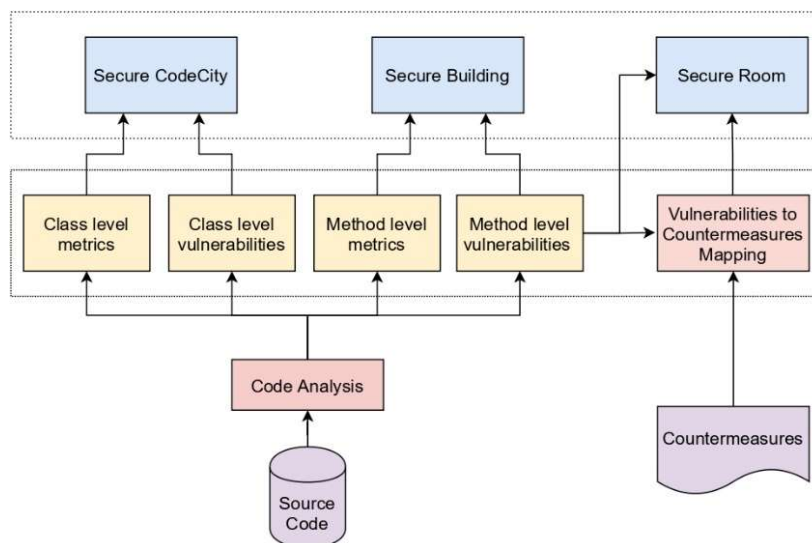 Secure CodeCity
Secure Building
Secure Room
Class level
metrics
Class level
vulnerabilities
Method level
metrics
Method level
vulnerabilities
Vulnerabilities to
Countermeasures
Mapping
Code Analysis
Countermeasures
Source
Code